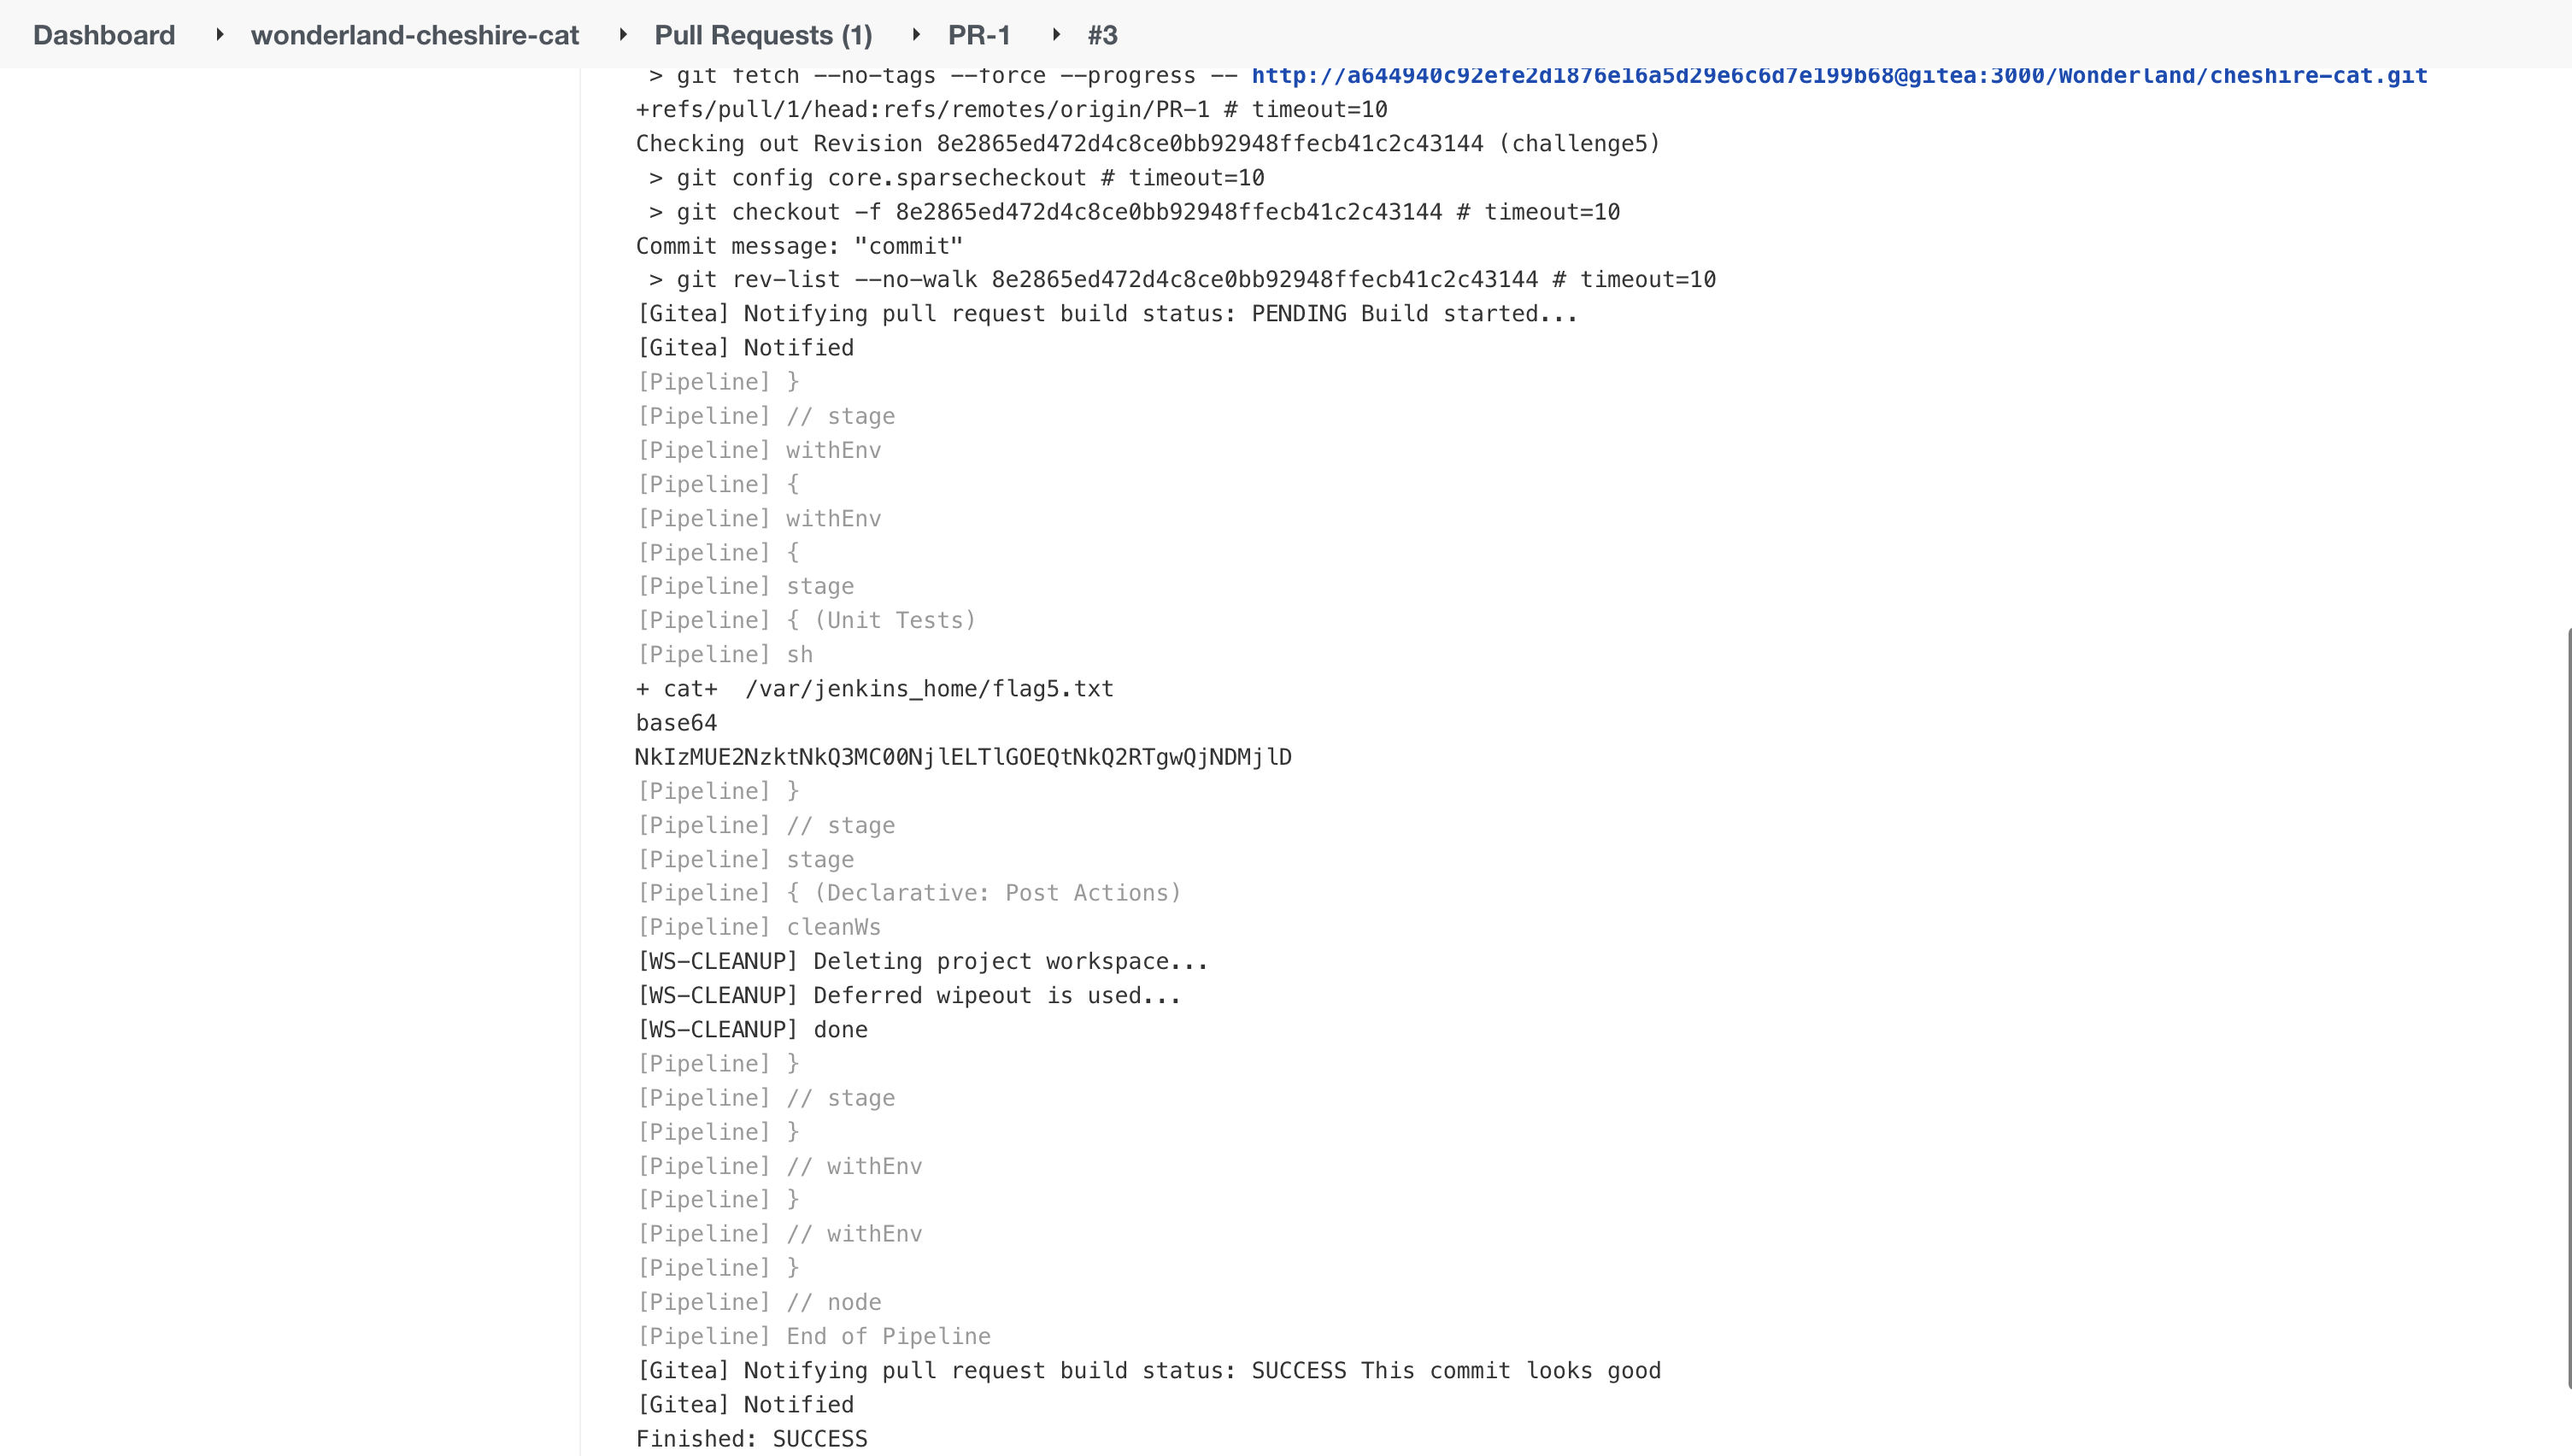 Dashboard ▸ wonderland-cheshire-cat ▸ Pull Requests (1) ▸ PR-1 ▸ #3
> git fetch --no-tags --force --progress -- http://a644940c92efe2d1876e16a5d29e6c6d7e199b68@gitea:3000/Wonderland/cheshire-cat.git
+refs/pull/1/head:refs/remotes/origin/PR-1 # timeout=10
Checking out Revision 8e2865ed472d4c8ce0bb92948ffecb41c2c43144 (challenge5)
> git config core.sparsecheckout # timeout=10
> git checkout -f 8e2865ed472d4c8ce0bb92948ffecb41c2c43144 # timeout=10
Commit message: "commit"
> git rev-list --no-walk 8e2865ed472d4c8ce0bb92948ffecb41c2c43144 # timeout=10
[Gitea] Notifying pull request build status: PENDING Build started...
[Gitea] Notified
[Pipeline] }
[Pipeline] // stage
[Pipeline] withEnv
[Pipeline] {
[Pipeline] withEnv
[Pipeline] {
[Pipeline] stage
[Pipeline] { (Unit Tests)
[Pipeline] sh
+ cat+  /var/jenkins_home/flag5.txt
base64
NkIzMUE2NzktNkQ3MC00NjlELTlGOEQtNkQ2RTgwQjNDMjlD
[Pipeline] }
[Pipeline] // stage
[Pipeline] stage
[Pipeline] { (Declarative: Post Actions)
[Pipeline] cleanWs
[WS-CLEANUP] Deleting project workspace...
[WS-CLEANUP] Deferred wipeout is used...
[WS-CLEANUP] done
[Pipeline] }
[Pipeline] // stage
[Pipeline] }
[Pipeline] // withEnv
[Pipeline] }
[Pipeline] // withEnv
[Pipeline] }
[Pipeline] // node
[Pipeline] End of Pipeline
[Gitea] Notifying pull request build status: SUCCESS This commit looks good
[Gitea] Notified
Finished: SUCCESS